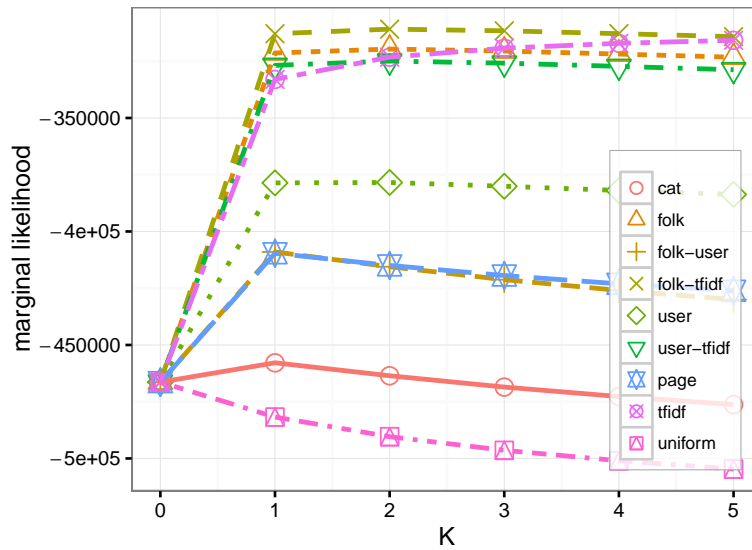 marginal likelihood
−350000
−4e+05
−450000
−5e+05
cat
folk
folk−user
folk−tfidf
user
user−tfidf
page
tfidf
uniform
0 1 2 3 4 5
K